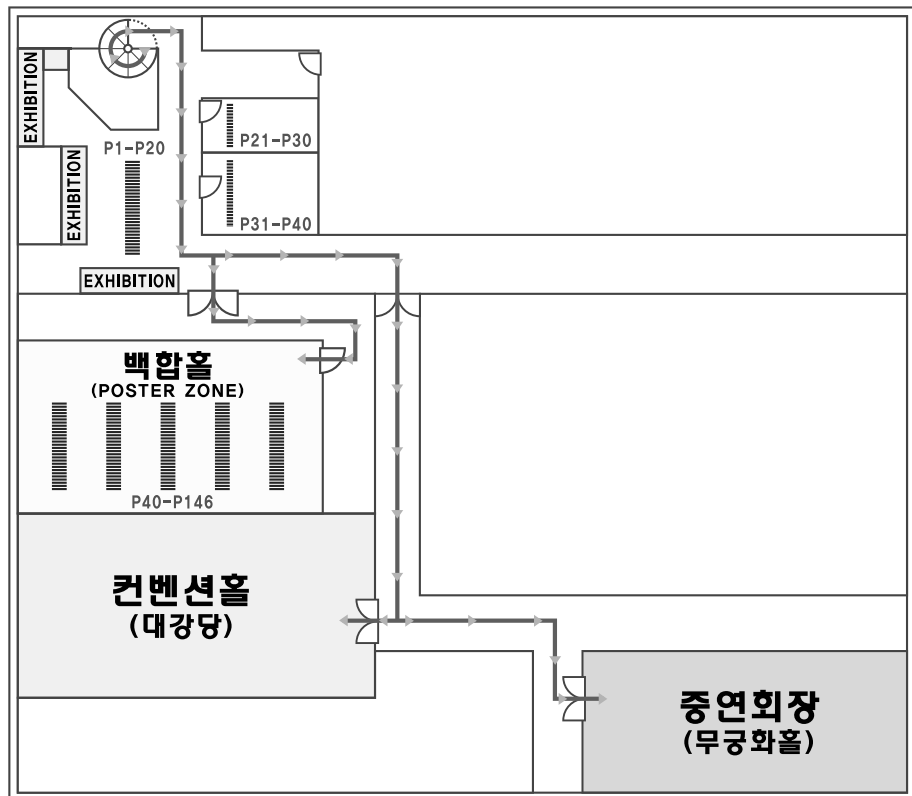 EXHIBITION
EXHIBITION
P1-P20
P21-P30
P31-P40
EXHIBITION
백합홀
(POSTER ZONE)
P40-P146
컨벤션홀
(대강당)
중연회장
(무궁화홀)